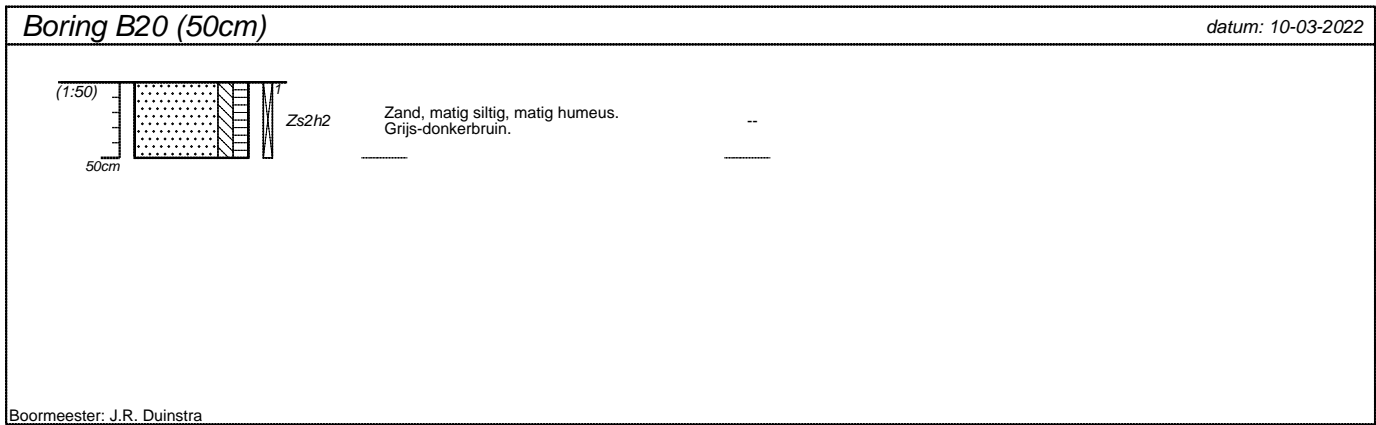 Boring B20 (50cm)
datum: 10-03-2022
(1:50)
1
Zs2h2
Zand, matig siltig, matig humeus.
Grijs-donkerbruin.
--
50cm
Boormeester: J.R. Duinstra